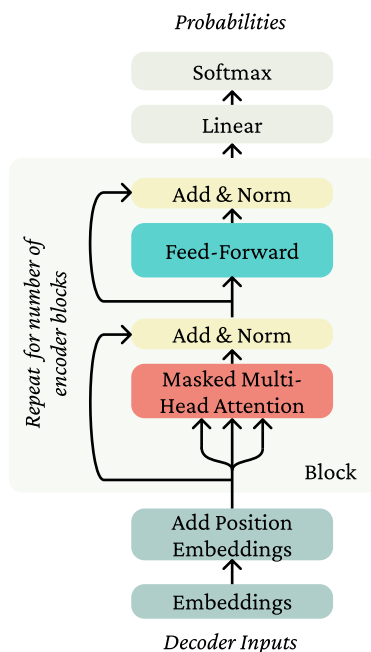 Probabilities
Softmax
Linear
Add & Norm
Feed-Forward
Repeat for number of
encoder blocks
Add & Norm
Masked Multi-
Head Attention
Block
Add Position
Embeddings
Embeddings
Decoder Inputs